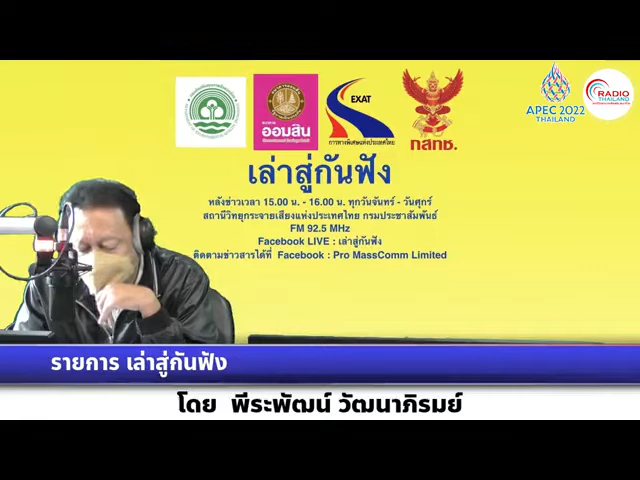 APEC 2022
THAILAND
RADIO
THAILAND
ธนาคาร
ออมสิน
EXAT
การทางพิเศษแห่งประเทศไทย
กสทช.
เล่าสู่กันฟัง
หลังข่าวเวลา 15.00 น. - 16.00 น. ทุกวันจันทร์ - วันศุกร์
สถานีวิทยุกระจายเสียงแห่งประเทศไทย กรมประชาสัมพันธ์
FM 92.5 MHz
Facebook LIVE : เล่าสู่กันฟัง
ติดตามข่าวสารได้ที่ Facebook : Pro MassComm Limited
รายการ เล่าสู่กันฟัง
โดย พีระพัฒน์ วัฒนาภิรมย์